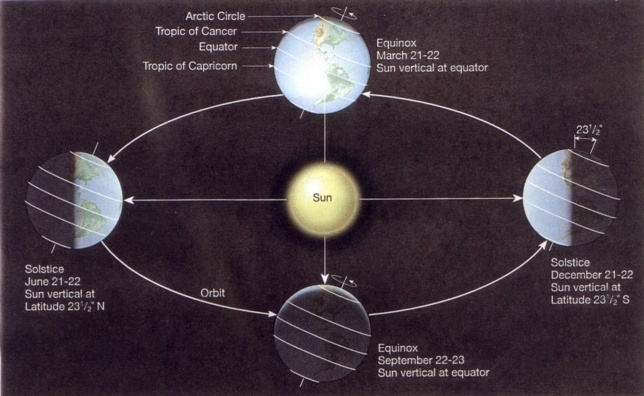 Arctic Circle
Tropic of Cancer
Equator
Tropic of Capricorn
Equinox
March 21-22
Sun vertical at equator
23½°
Sun
Solstice
June 21-22
Sun vertical at
Latitude 23½° N
Orbit
Solstice
December 21-22
Sun vertical at
Latitude 23½° S
Equinox
September 22-23
Sun vertical at equator